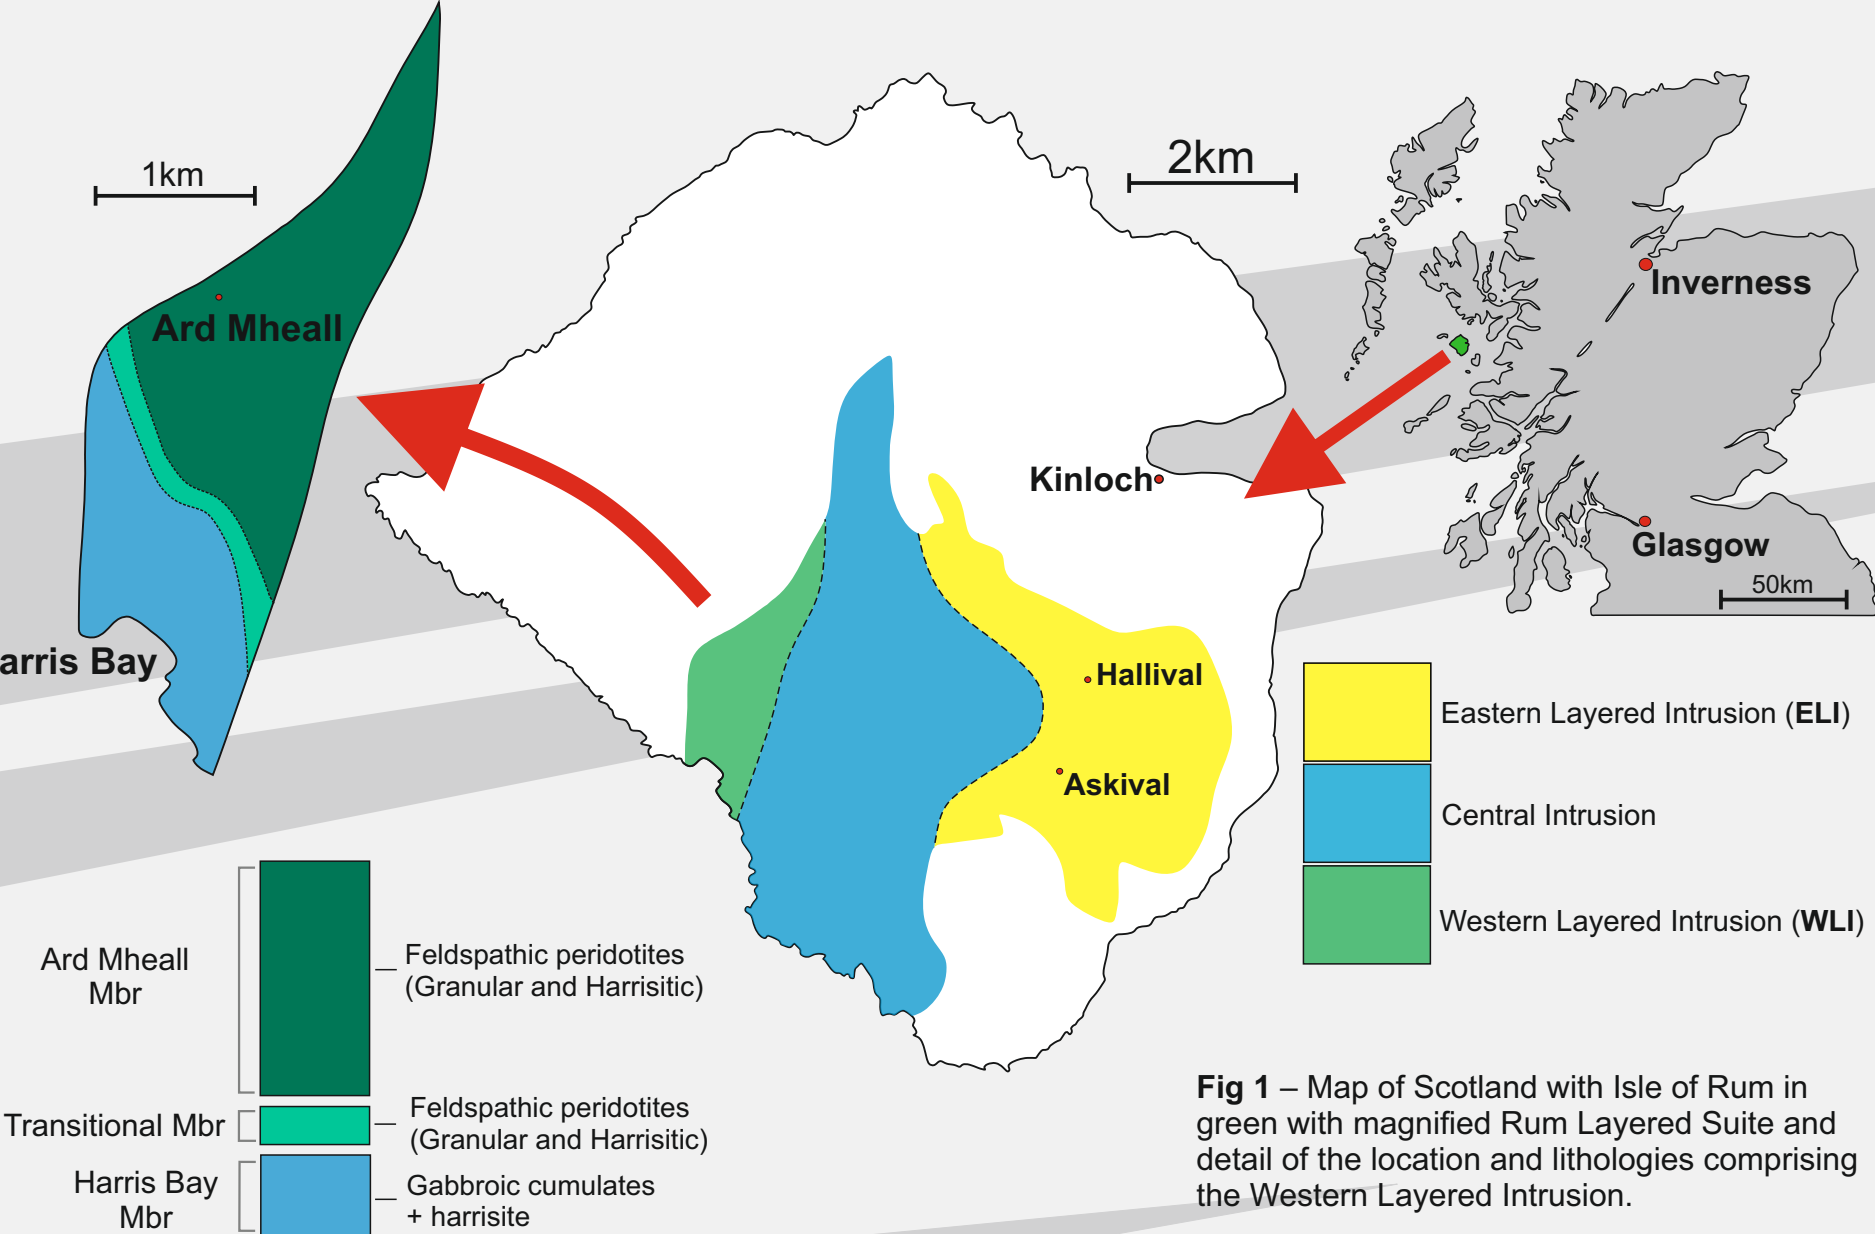 1km
2km
Inverness
Ard Mheall
Kinloch
Glasgow
50km
arris Bay
Hallival
Askival
Eastern Layered Intrusion (ELI)
Central Intrusion
Western Layered Intrusion (WLI)
Ard Mheall
Mbr
Feldspathic peridotites
(Granular and Harrisitic)
Transitional Mbr
Feldspathic peridotites
(Granular and Harrisitic)
Harris Bay
Mbr
Gabbroic cumulates
+ harrisite
Fig 1 – Map of Scotland with Isle of Rum in
green with magnified Rum Layered Suite and
detail of the location and lithologies comprising
the Western Layered Intrusion.